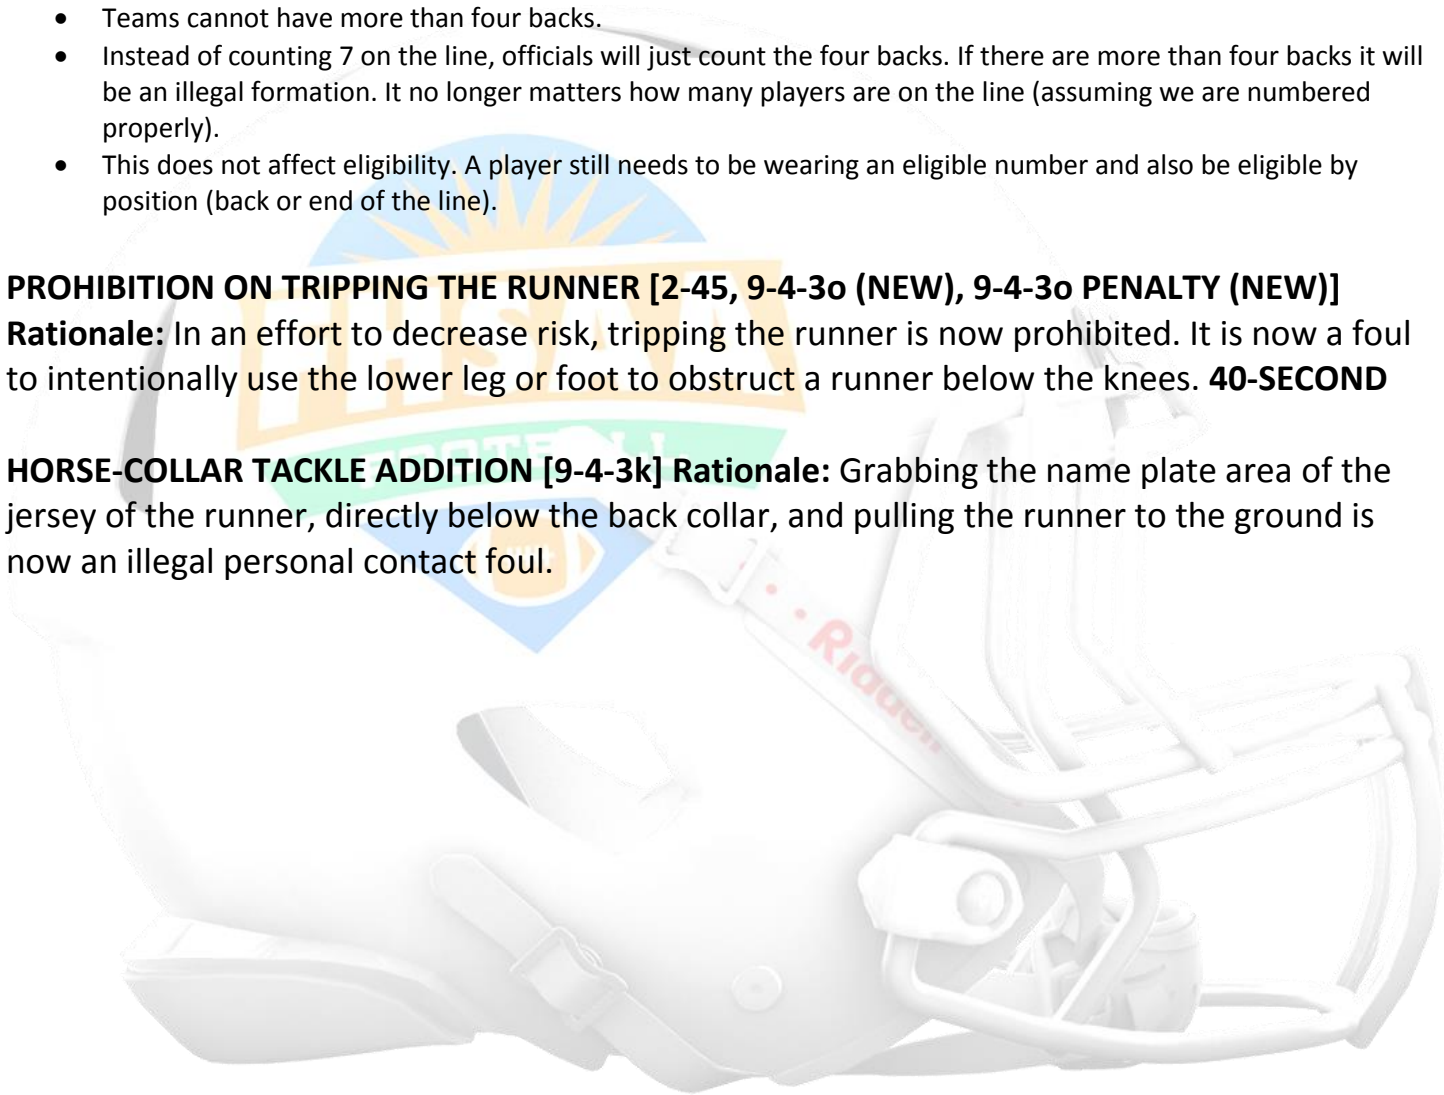 • Teams cannot have more than four backs.
• Instead of counting 7 on the line, officials will just count the four backs. If there are more than four backs it will
be an illegal formation. It no longer matters how many players are on the line (assuming we are numbered
properly).
• This does not affect eligibility. A player still needs to be wearing an eligible number and also be eligible by
position (back or end of the line).
PROHIBITION ON TRIPPING THE RUNNER [2-45, 9-4-3o (NEW), 9-4-3o PENALTY (NEW)]
Rationale: In an effort to decrease risk, tripping the runner is now prohibited. It is now a foul
to intentionally use the lower leg or foot to obstruct a runner below the knees. 40-SECOND
FHSAA
FOOTBALL
HORSE-COLLAR TACKLE ADDITION [9-4-3k] Rationale: Grabbing the name plate area of the
jersey of the runner, directly below the back collar, and pulling the runner to the ground is
now an illegal personal contact foul.
Riddell